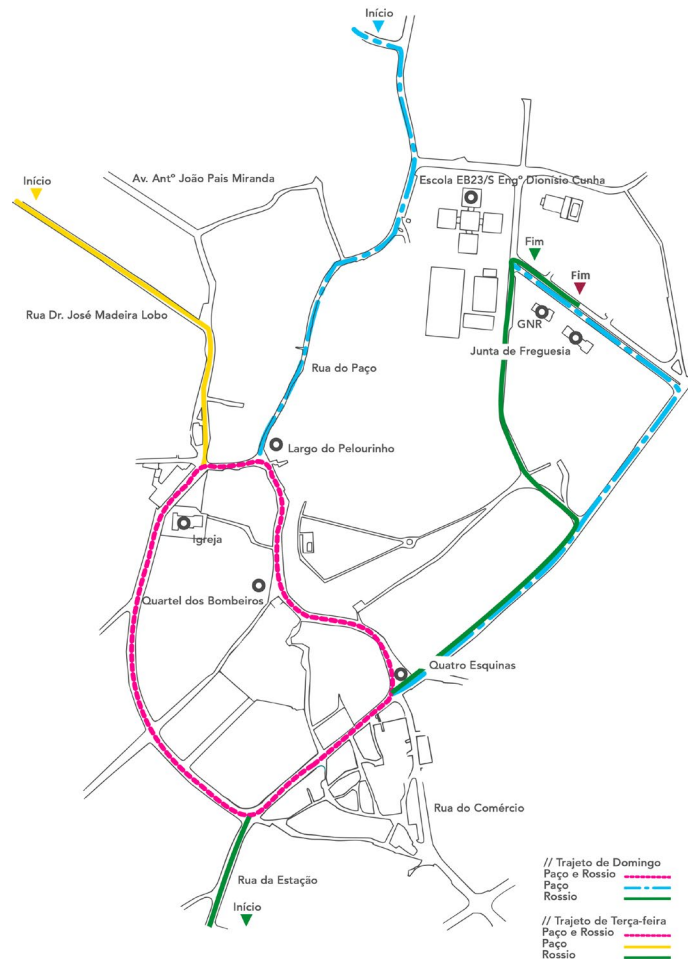 Início
Av. Antº João Pais Miranda
Escola EB23/S Engº Dionísio Cunha
Início
Fim
Fim
Rua Dr. José Madeira Lobo
GNR
Junta de Freguesia
Rua do Paço
Largo do Pelourinho
Igreja
Quartel dos Bombeiros
Quatro Esquinas
Rua do Comércio
Rua da Estação
Início
// Trajeto de Domingo
Paço e Rossio
Paço
Rossio
// Trajeto de Terça-feira
Paço e Rossio
Paço
Rossio